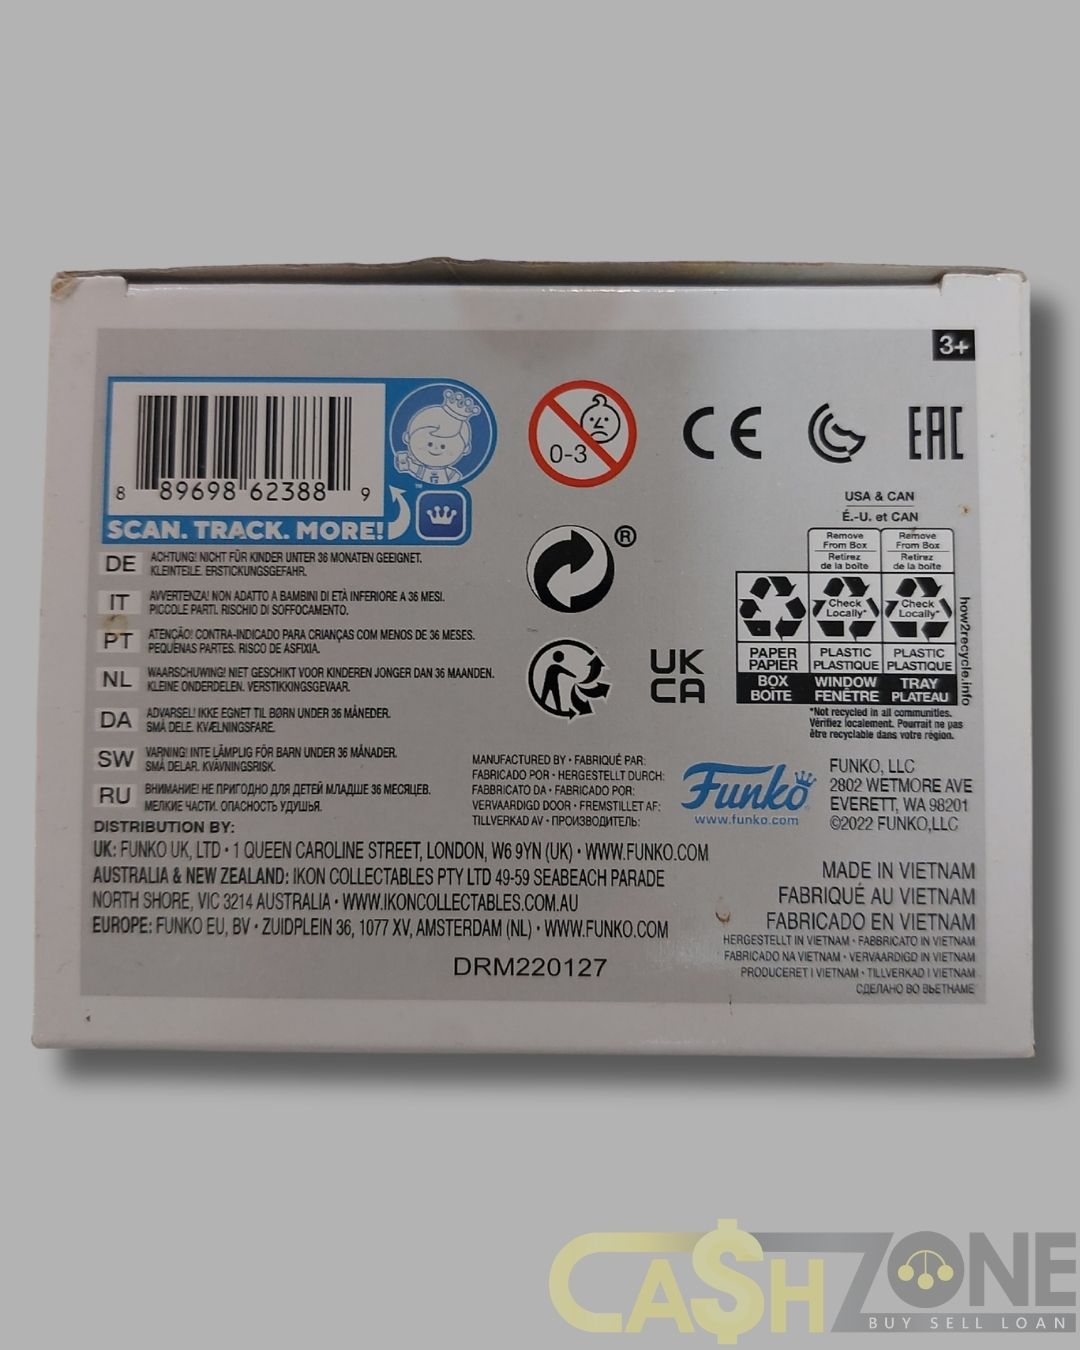 3+
8 89698 62388 9
SCAN. TRACK. MORE!
™
0-3
CE
EAC
USA & CAN
É.-U. et CAN
Remove
From Box
Retirez
de la boîte
Remove
From Box
Retirez
de la boîte
Check
Locally*
Check
Locally*
PAPER
PAPIER
PLASTIC
PLASTIQUE
PLASTIC
PLASTIQUE
BOX
BOÎTE
WINDOW
FENÊTRE
TRAY
PLATEAU
how2recycle.info
*Not recycled in all communities.
Vérifiez localement. Pourrait ne pas
être recyclable dans votre région.
®
UK
CA
DE ACHTUNG! NICHT FÜR KINDER UNTER 36 MONATEN GEEIGNET.
KLEINTEILE. ERSTICKUNGSGEFAHR.
IT AVVERTENZA! NON ADATTO A BAMBINI DI ETÀ INFERIORE A 36 MESI.
PICCOLE PARTI. RISCHIO DI SOFFOCAMENTO.
PT ATENÇÃO! CONTRA-INDICADO PARA CRIANÇAS COM MENOS DE 36 MESES.
PEQUENAS PARTES. RISCO DE ASFIXIA.
NL WAARSCHUWING! NIET GESCHIKT VOOR KINDEREN JONGER DAN 36 MAANDEN.
KLEINE ONDERDELEN. VERSTIKKINGSGEVAAR.
DA ADVARSEL! IKKE EGNET TIL BØRN UNDER 36 MÅNEDER.
SMÅ DELE. KVÆLNINGSFARE.
SW VARNING! INTE LÄMPLIG FÖR BARN UNDER 36 MÅNADER.
SMÅ DELAR. KVÄVNINGSRISK.
RU ВНИМАНИЕ! НЕ ПРИГОДНО ДЛЯ ДЕТЕЙ МЛАДШЕ 36 МЕСЯЦЕВ.
МЕЛКИЕ ЧАСТИ. ОПАСНОСТЬ УДУШЬЯ.
MANUFACTURED BY • FABRIQUÉ PAR:
FABRICADO POR • HERGESTELLT DURCH:
FABBRICATO DA • FABRICADO POR:
VERVAARDIGD DOOR • FREMSTILLET AF:
TILLVERKAD AV • ПРОИЗВОДИТЕЛЬ:
Funko
www.funko.com
FUNKO, LLC
2802 WETMORE AVE
EVERETT, WA 98201
©2022 FUNKO,LLC
DISTRIBUTION BY:
UK: FUNKO UK, LTD • 1 QUEEN CAROLINE STREET, LONDON, W6 9YN (UK) • WWW.FUNKO.COM
AUSTRALIA & NEW ZEALAND: IKON COLLECTABLES PTY LTD 49-59 SEABEACH PARADE
NORTH SHORE, VIC 3214 AUSTRALIA • WWW.IKONCOLLECTABLES.COM.AU
EUROPE: FUNKO EU, BV • ZUIDPLEIN 36, 1077 XV, AMSTERDAM (NL) • WWW.FUNKO.COM
DRM220127
MADE IN VIETNAM
FABRIQUÉ AU VIETNAM
FABRICADO EN VIETNAM
HERGESTELLT IN VIETNAM • FABBRICATO IN VIETNAM
FABRICADO NA VIETNAM • VERVAARDIGD IN VIETNAM
PRODUCERET I VIETNAM • TILLVERKAD I VIETNAM
СДЕЛАНО ВО ВЬЕТНАМЕ
CA$HZONE
BUY SELL LOAN